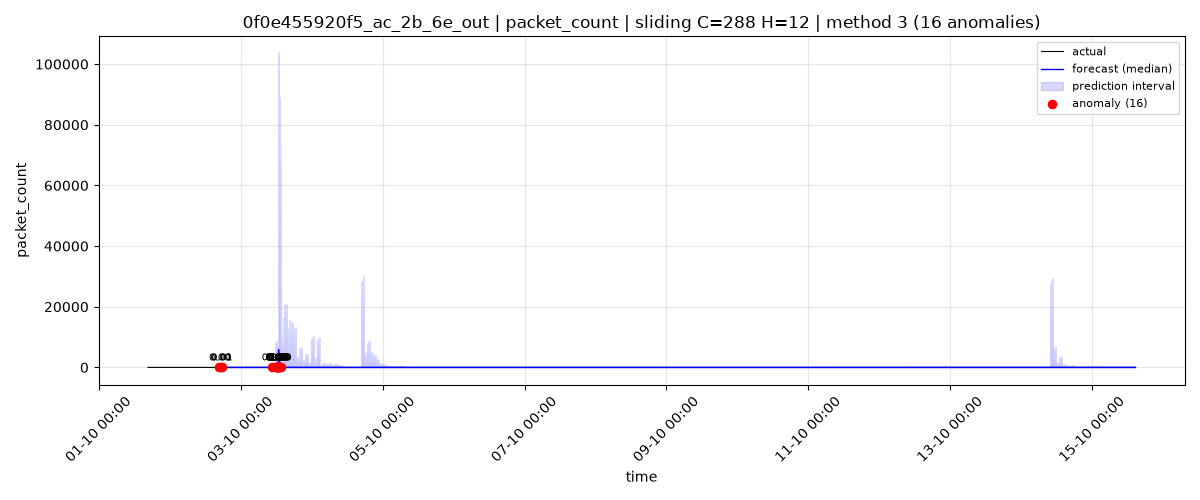 0f0e455920f5_ac_2b_6e_out | packet_count | sliding C=288 H=12 | method 3 (16 anomalies)
actual
forecast (median)
prediction interval
anomaly (16)
packet_count
100000
80000
60000
40000
20000
0
01-10 00:00
03-10 00:00
05-10 00:00
07-10 00:00
09-10 00:00
11-10 00:00
13-10 00:00
15-10 00:00
time